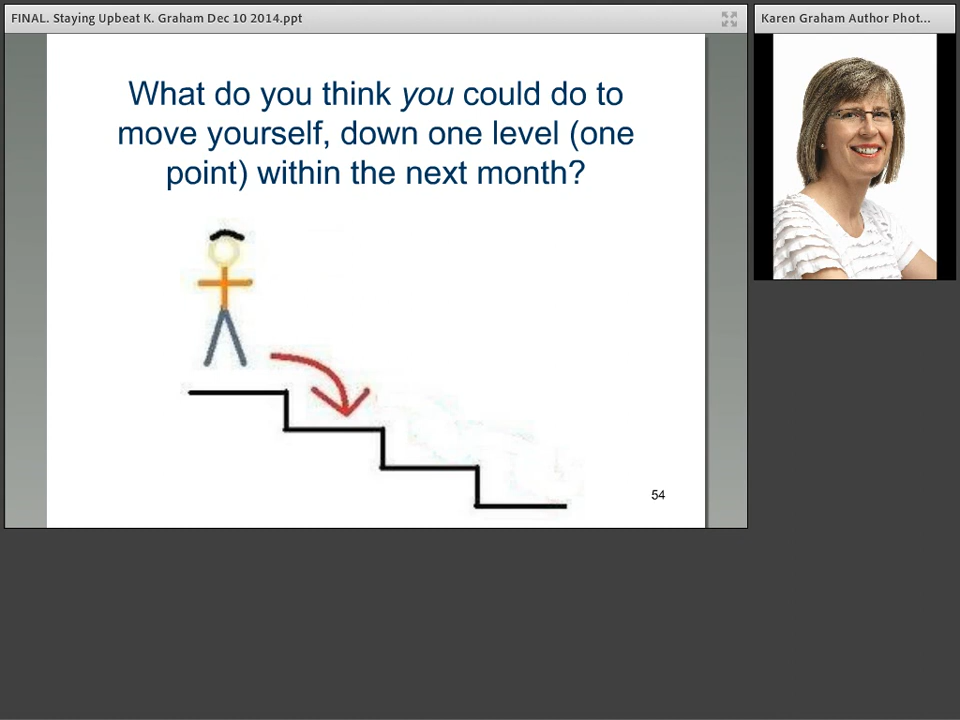 FINAL. Staying Upbeat K. Graham Dec 10 2014.ppt
Karen Graham Author Phot...
What do you think you could do to
move yourself, down one level (one
point) within the next month?
54